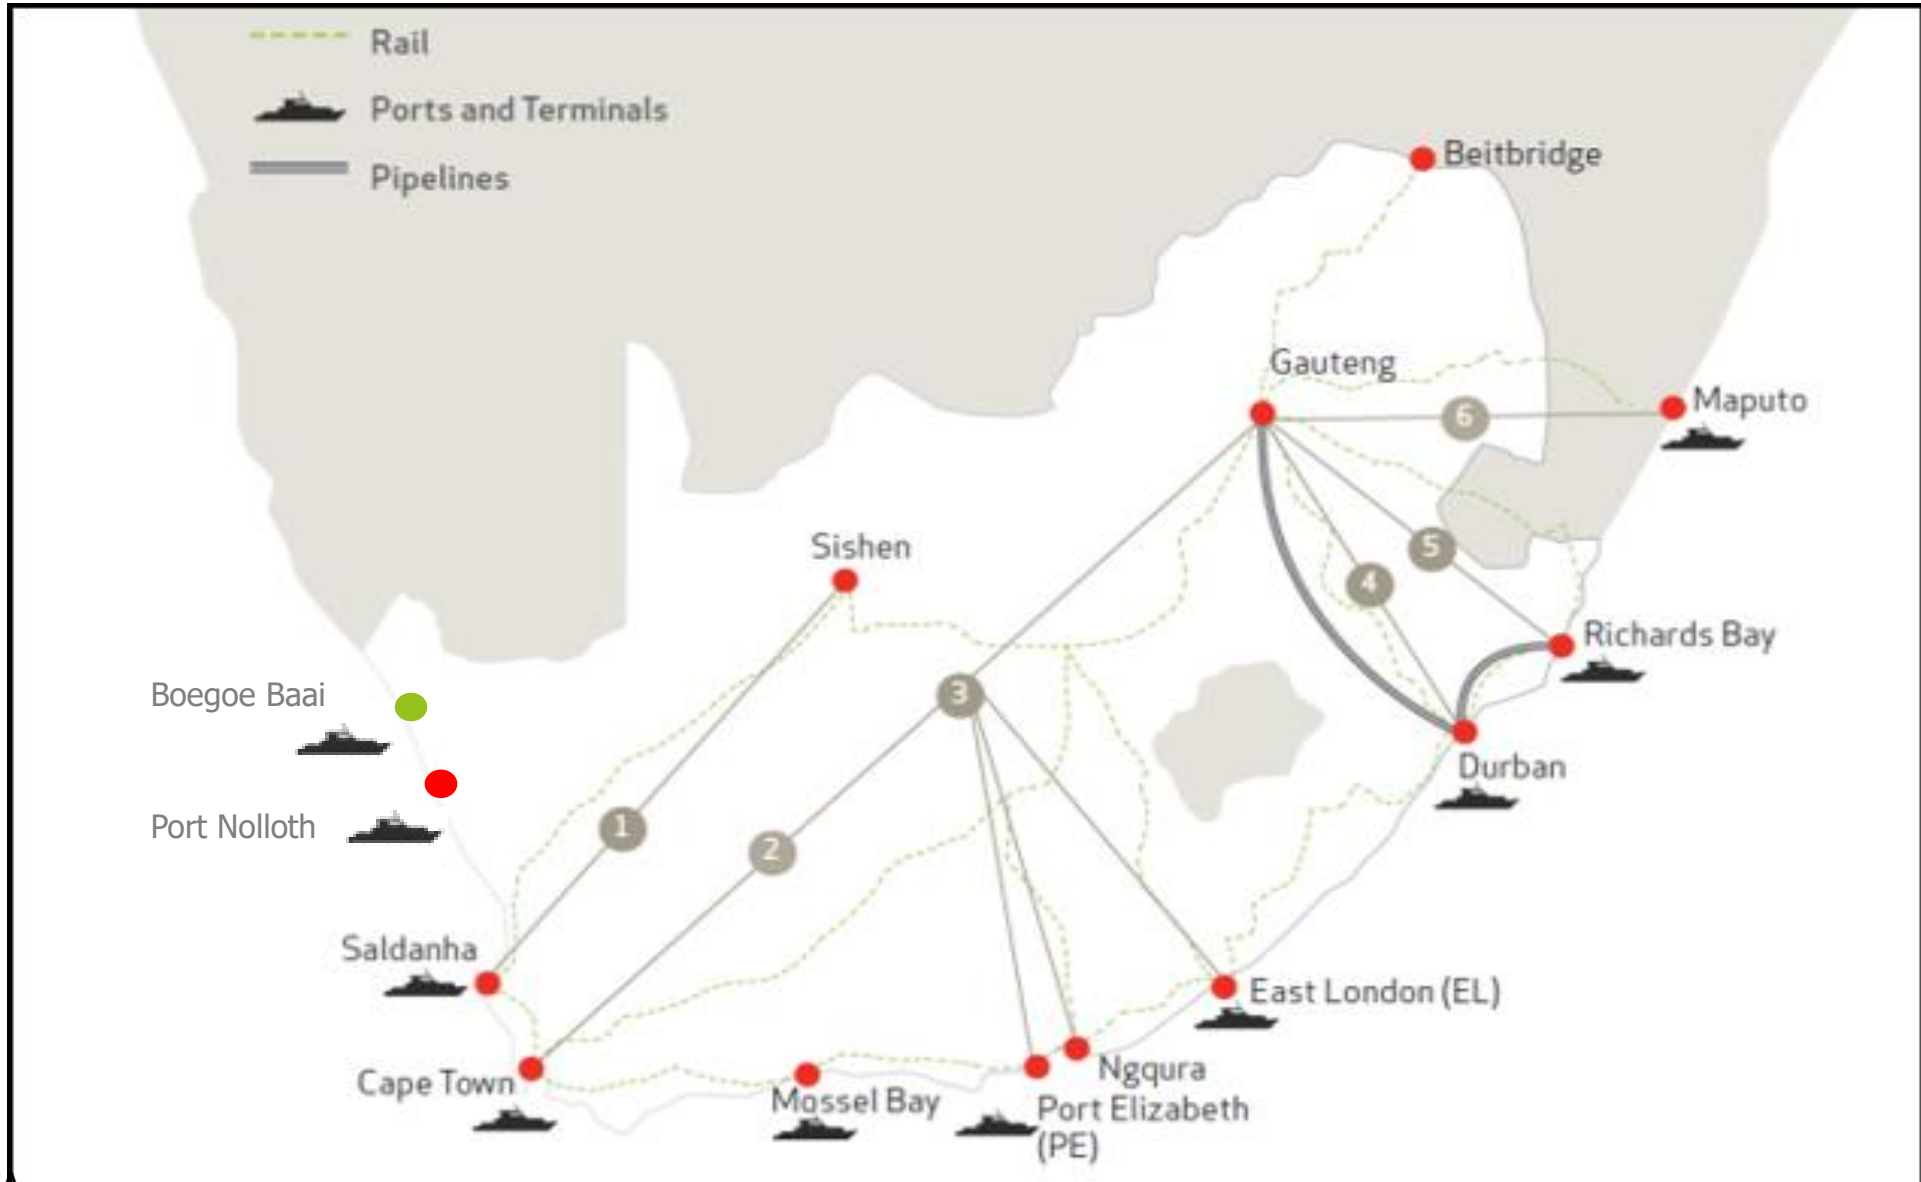 Rail
Ports and Terminals
Pipelines
Beitbridge
Gauteng
Maputo
6
Sishen
5
4
Richards Bay
Boegoe Baai
3
Durban
Port Nolloth
1
2
Saldanha
East London (EL)
Cape Town
Ngqura
Mossel Bay
Port Elizabeth
(PE)